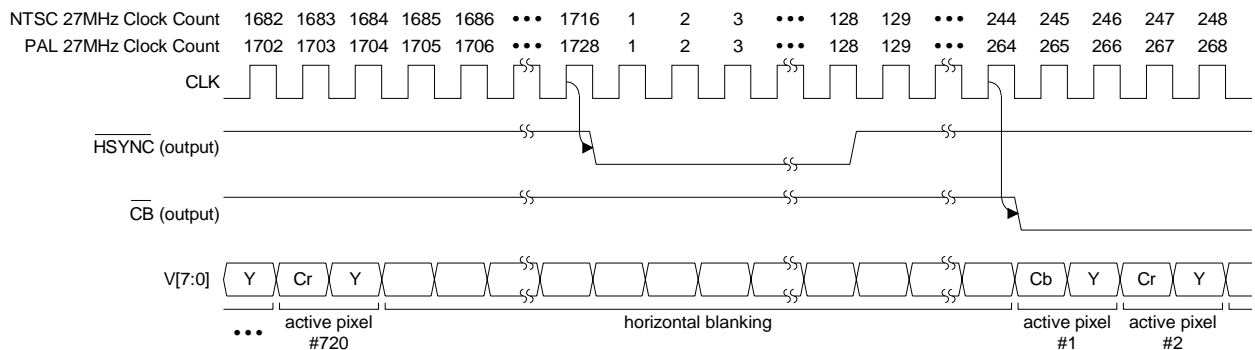 NTSC 27MHz Clock Count 1682 1683 1684 1685 1686 ••• 1716 1 2 3 ••• 128 129 ••• 244 245 246 247 248
PAL 27MHz Clock Count 1702 1703 1704 1705 1706 ••• 1728 1 2 3 ••• 128 129 ••• 264 265 266 267 268
CLK
HSYNC (output)
CB (output)
V[7:0] Y Cr Y Cb Y Cr Y
••• active pixel #720 horizontal blanking active pixel #1 active pixel #2